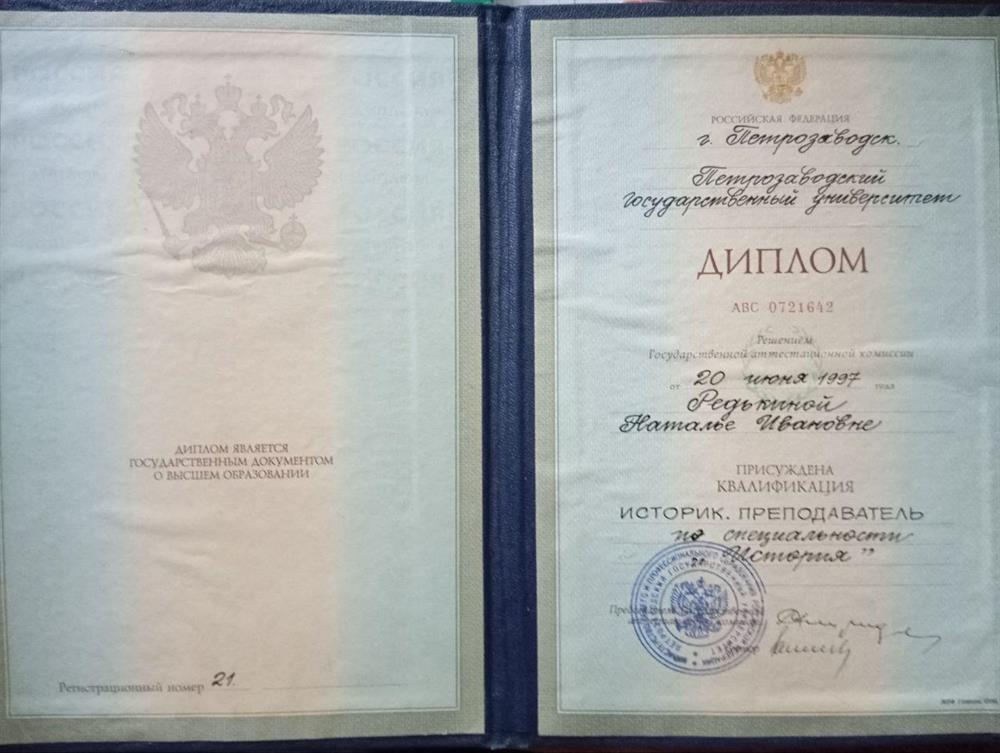 ДИПЛОМ ЯВЛЯЕТСЯ
ГОСУДАРСТВЕННЫМ ДОКУМЕНТОМ
О ВЫСШЕМ ОБРАЗОВАНИИ
Регистрационный номер 21.
РОССИЙСКАЯ ФЕДЕРАЦИЯ
г. Петрозаводск.
Петрозаводский
государственный университет
ДИПЛОМ
АВС 0721642
Решением
Государственной аттестационной комиссии
от 20 июня 1997 года
Редькиной
Наталье Ивановне
ПРИСУЖДЕНА
КВАЛИФИКАЦИЯ
ИСТОРИК. ПРЕПОДАВАТЕЛЬ
по специальности
"История"